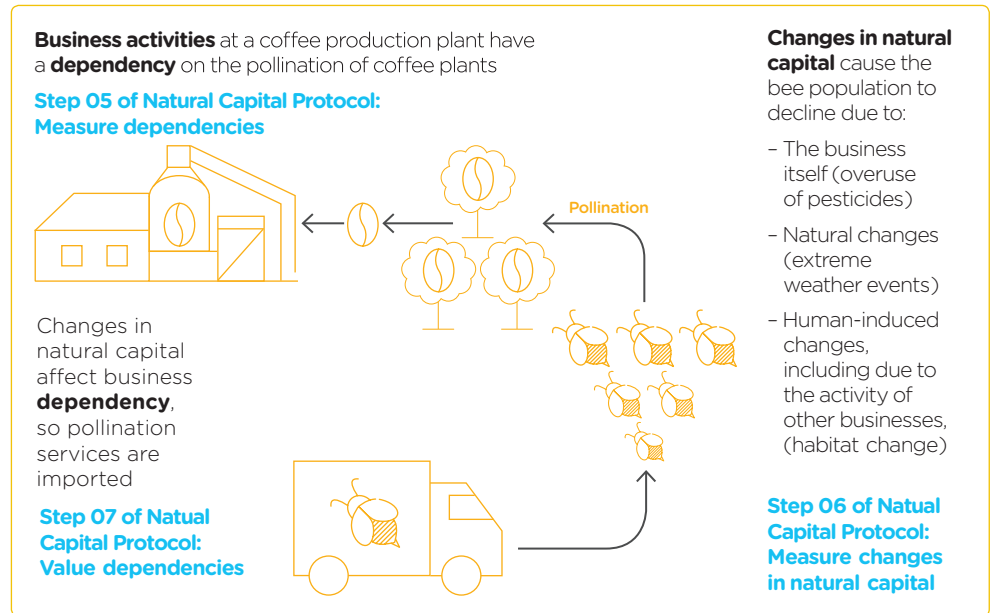 Business activities at a coffee production plant have
a dependency on the pollination of coffee plants
Step 05 of Natural Capital Protocol:
Measure dependencies
Pollination
Changes in natural
capital cause the
bee population to
decline due to:
– The business
itself (overuse
of pesticides)
– Natural changes
(extreme
weather events)
– Human-induced
changes,
including due to
the activity of
other businesses,
(habitat change)
Step 06 of Natual
Capital Protocol:
Measure changes
in natural capital
Changes in
natural capital
affect business
dependency,
so pollination
services are
imported
Step 07 of Natual
Capital Protocol:
Value dependencies